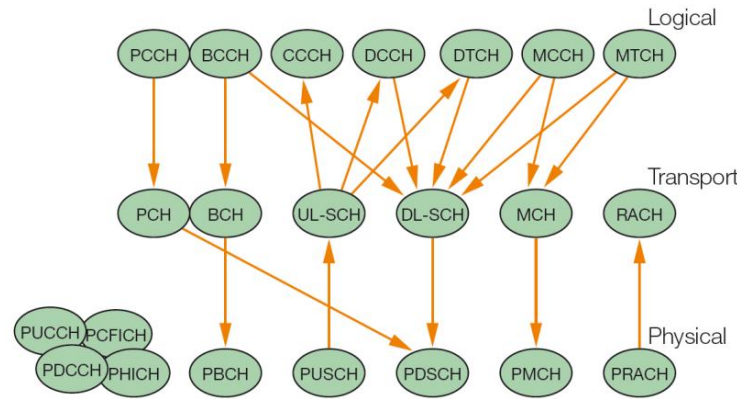 Logical
PCCH BCCH CCCH DCCH DTCH MCCH MTCH
Transport
PCH BCH UL-SCH DL-SCH MCH RACH
Physical
PUCCH PCFICH
PDCCH PHICH PBCH PUSCH PDSCH PMCH PRACH